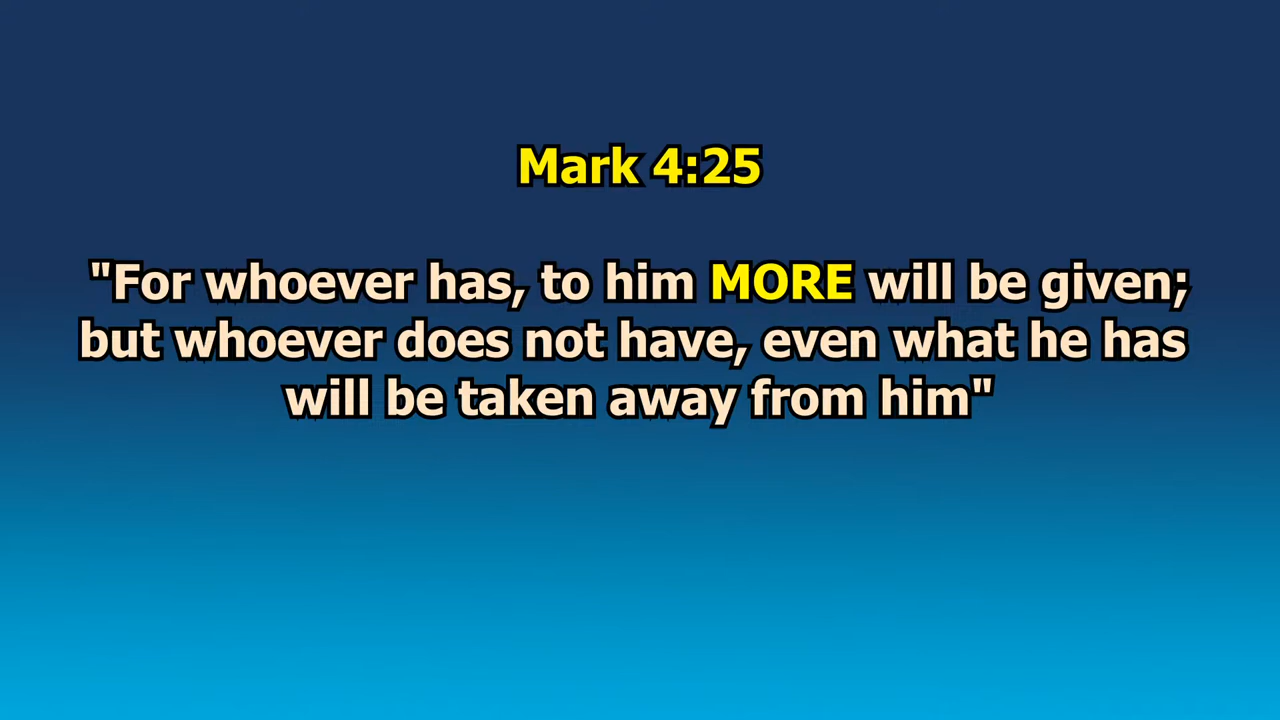 Mark 4:25
"For whoever has, to him MORE will be given;
but whoever does not have, even what he has
will be taken away from him"